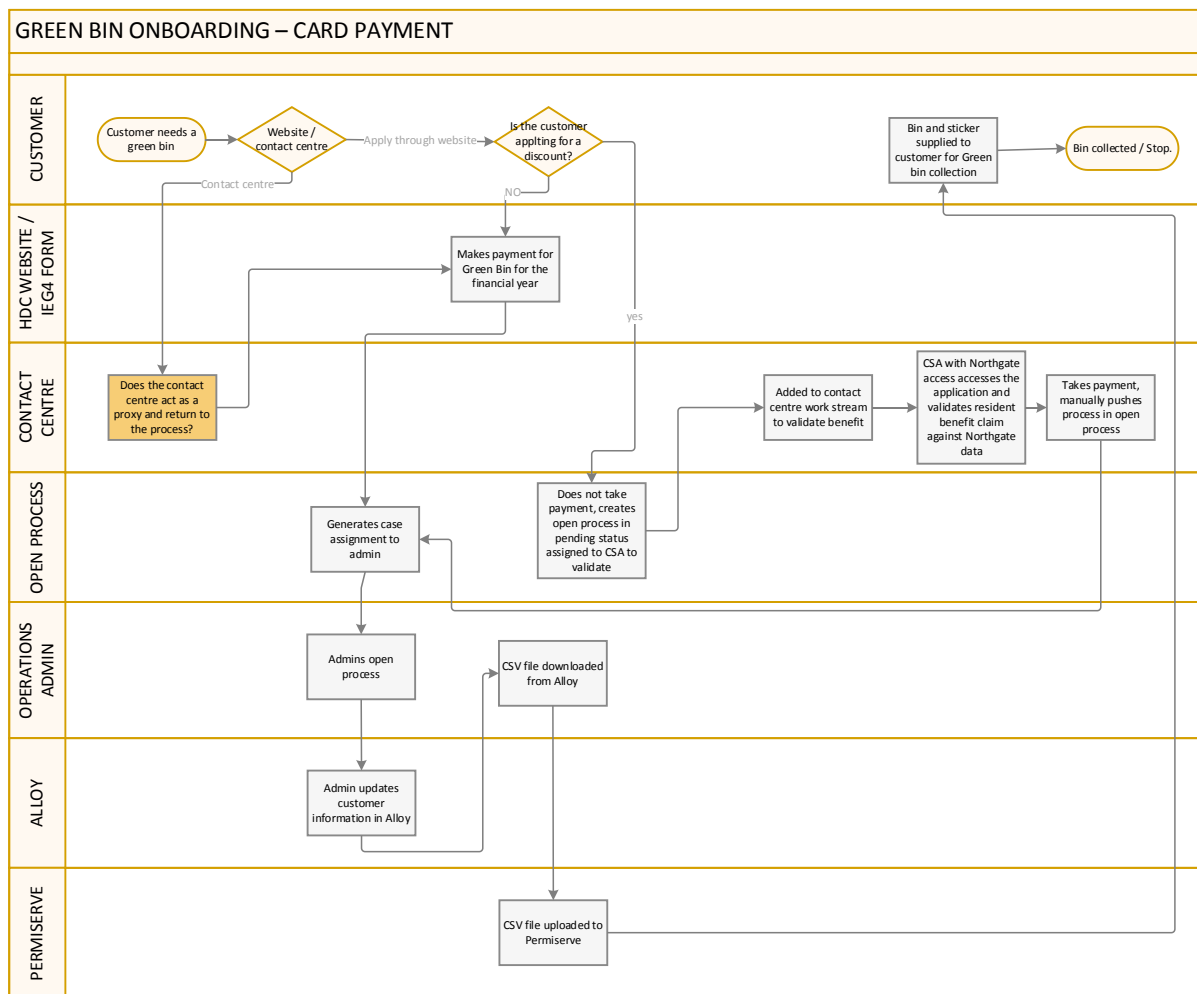 GREEN BIN ONBOARDING – CARD PAYMENT
CUSTOMER
Customer needs a
green bin
Website /
contact centre
Apply through website
Is the customer
applting for a
discount?
Contact centre
NO
Bin and sticker
supplied to
customer for Green
bin collection
Bin collected / Stop.
HDC WEBSITE /
IEG4 FORM
Makes payment for
Green Bin for the
financial year
yes
CONTACT
CENTRE
Does the contact
centre act as a
proxy and return to
the process?
Added to contact
centre work stream
to validate benefit
CSA with Northgate
access accesses the
application and
validates resident
benefit claim
against Northgate
data
Takes payment,
manually pushes
process in open
process
OPEN PROCESS
Generates case
assignment to
admin
Does not take
payment, creates
open process in
pending status
assigned to CSA to
validate
OPERATIONS
ADMIN
Admins open
process
CSV file downloaded
from Alloy
ALLOY
Admin updates
customer
information in Alloy
PERMISERVE
CSV file uploaded to
Permiserve